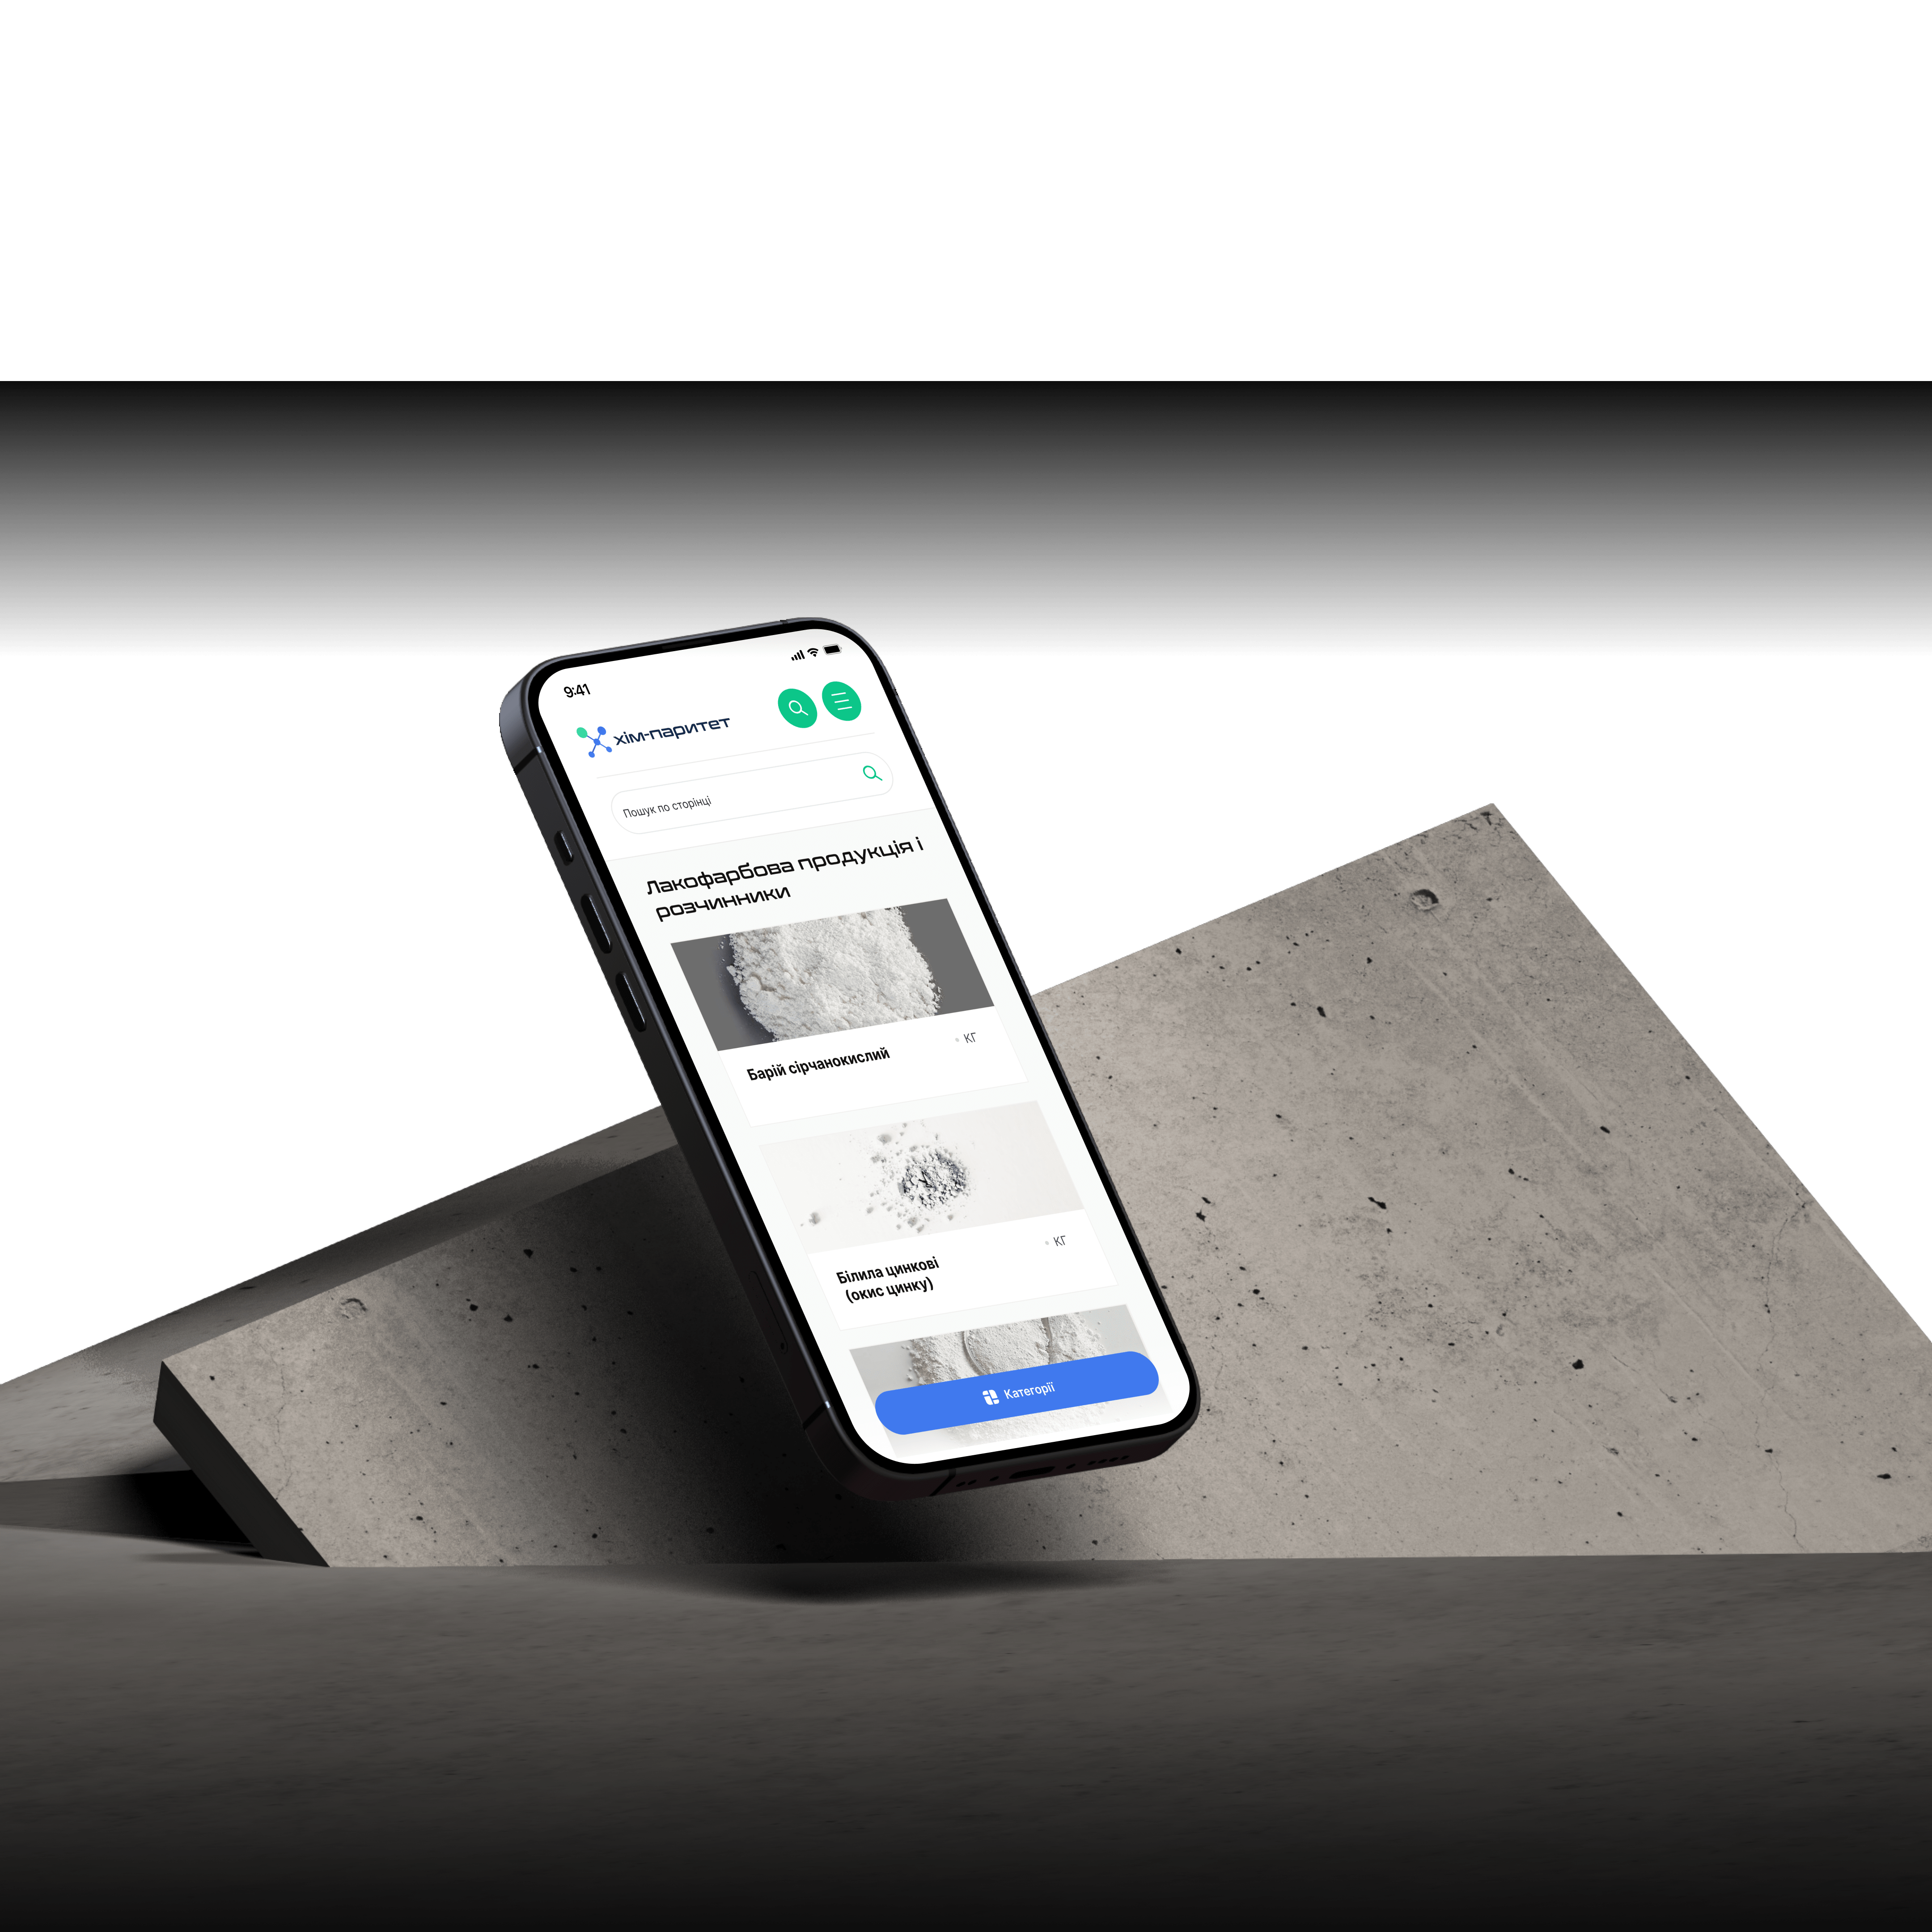 9:41
хім-паритет
Пошук по сторінці
Лакофарбова продукція і
розчинники
КГ
Барій сірчанокислий
КГ
Білила цинкові
(окис цинку)
Категорії